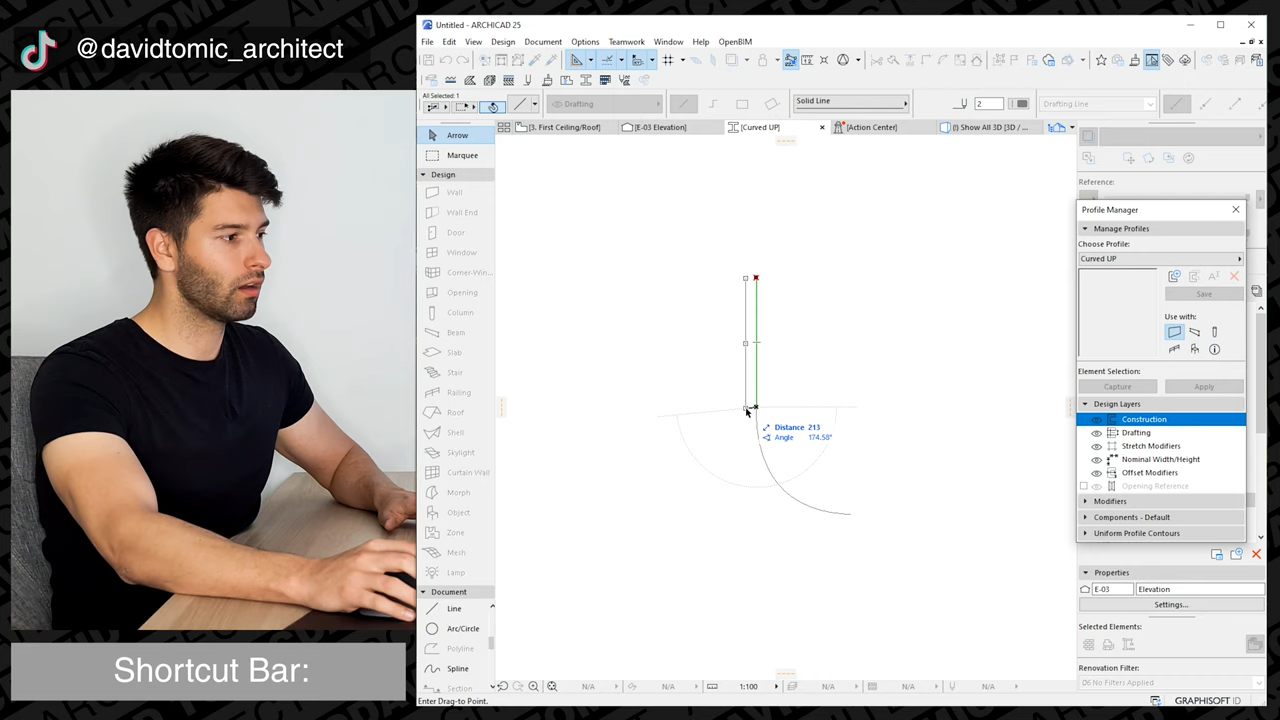 @davidtomic_architect
Shortcut Bar:
Untitled - ARCHICAD 25
File Edit View Design Document Options Teamwork Window Help OpenBIM
All Selected: 1
Drafting
Solid Line
2
Drafting Line
[3. First Ceiling/Roof]
[E-03 Elevation]
[Curved UP]
[Action Center]
(!) Show All 3D [3D / ...
Arrow
Marquee
Design
Wall
Wall End
Door
Window
Corner-Win...
Opening
Column
Beam
Slab
Stair
Railing
Roof
Shell
Skylight
Curtain Wall
Morph
Object
Zone
Mesh
Lamp
Document
Line
Arc/Circle
Polyline
Spline
Section
Distance 213
Angle 174.58°
Reference:
Profile Manager
Manage Profiles
Choose Profile:
Curved UP
Save
Use with:
Element Selection:
Capture Apply
Design Layers
Construction
Drafting
Stretch Modifiers
Nominal Width/Height
Offset Modifiers
Opening Reference
Modifiers
Components - Default
Uniform Profile Contours
Properties
E-03 Elevation
Settings...
Selected Elements:
Renovation Filter:
06 No Filters Applied
N/A N/A 1:100 N/A N/A N/A
Enter Drag-to Point.
GRAPHISOFT ID